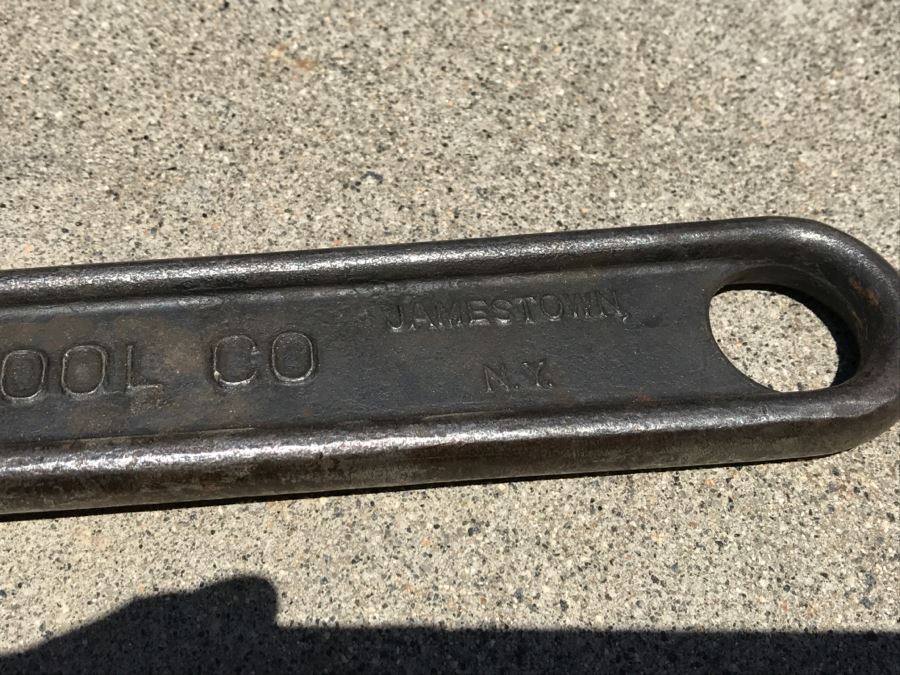 OOL CO
JAMESTOWN,
N.Y.